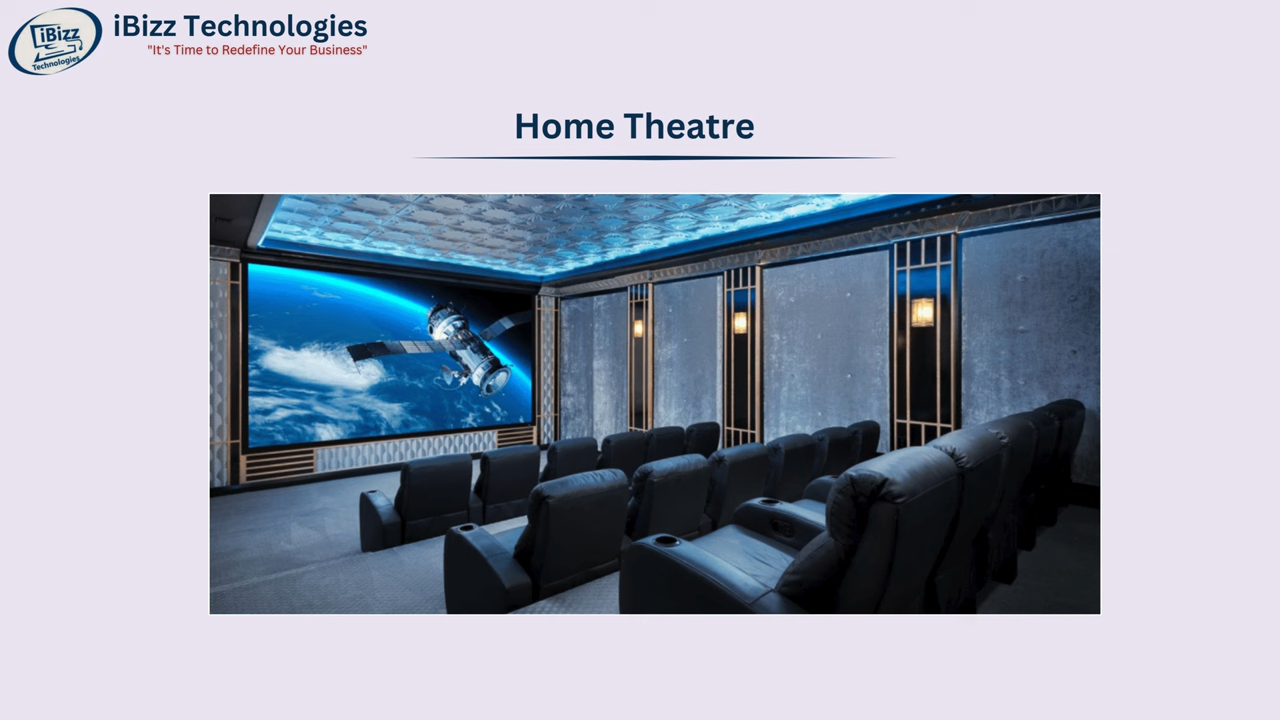 iBizz
Technologies
iBizz Technologies
"It's Time to Redefine Your Business"
Home Theatre